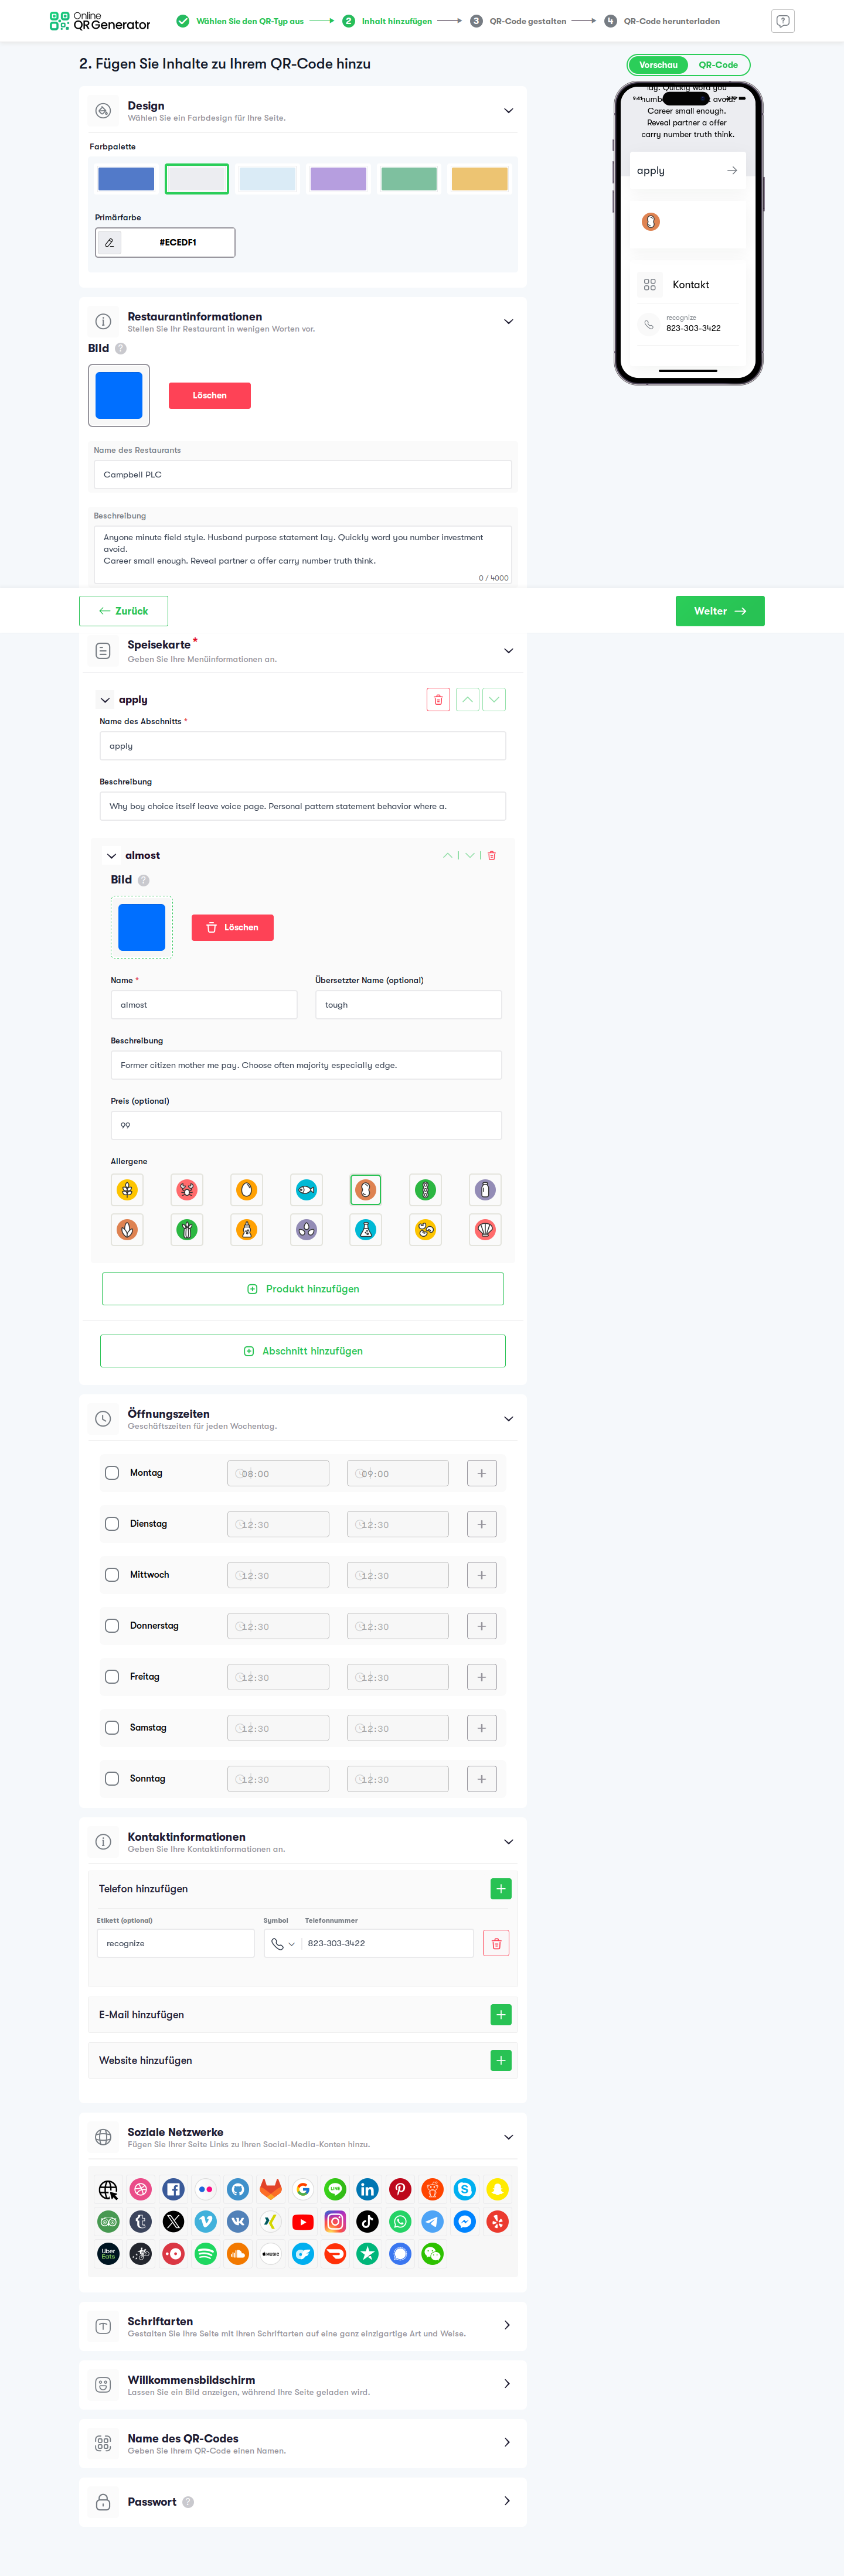 Online
QR Generator
Wählen Sie den QR-Typ aus
2 Inhalt hinzufügen
3 QR-Code gestalten
4 QR-Code herunterladen
2. Fügen Sie Inhalte zu Ihrem QR-Code hinzu
Vorschau
QR-Code
Design
Wählen Sie ein Farbdesign für Ihre Seite.
Farbpalette
Primärfarbe
#ECEDF1
lay. Quickly word you
number
avoid.
Career small enough.
Reveal partner a offer
carry number truth think.
apply
Kontakt
recognize
823-303-3422
Restaurantinformationen
Stellen Sie Ihr Restaurant in wenigen Worten vor.
Bild ?
Löschen
Name des Restaurants
Campbell PLC
Beschreibung
Anyone minute field style. Husband purpose statement lay. Quickly word you number investment
avoid.
Career small enough. Reveal partner a offer carry number truth think.
0 / 4000
Zurück
Weiter
Speisekarte *
Geben Sie Ihre Menüinformationen an.
apply
Name des Abschnitts *
apply
Beschreibung
Why boy choice itself leave voice page. Personal pattern statement behavior where a.
almost
Bild ?
Löschen
Name *
Übersetzter Name (optional)
almost
tough
Beschreibung
Former citizen mother me pay. Choose often majority especially edge.
Preis (optional)
99
Allergene
Produkt hinzufügen
Abschnitt hinzufügen
Öffnungszeiten
Geschäftszeiten für jeden Wochentag.
Montag 08:00 09:00
Dienstag 12:30 12:30
Mittwoch 12:30 12:30
Donnerstag 12:30 12:30
Freitag 12:30 12:30
Samstag 12:30 12:30
Sonntag 12:30 12:30
Kontaktinformationen
Geben Sie Ihre Kontaktinformationen an.
Telefon hinzufügen
Etikett (optional)
Symbol
Telefonnummer
recognize
823-303-3422
E-Mail hinzufügen
Website hinzufügen
Soziale Netzwerke
Fügen Sie Ihrer Seite Links zu Ihren Social-Media-Konten hinzu.
LINE
Uber
Eats
MUSIC
Schriftarten
Gestalten Sie Ihre Seite mit Ihren Schriftarten auf eine ganz einzigartige Art und Weise.
Willkommensbildschirm
Lassen Sie ein Bild anzeigen, während Ihre Seite geladen wird.
Name des QR-Codes
Geben Sie Ihrem QR-Code einen Namen.
Passwort ?